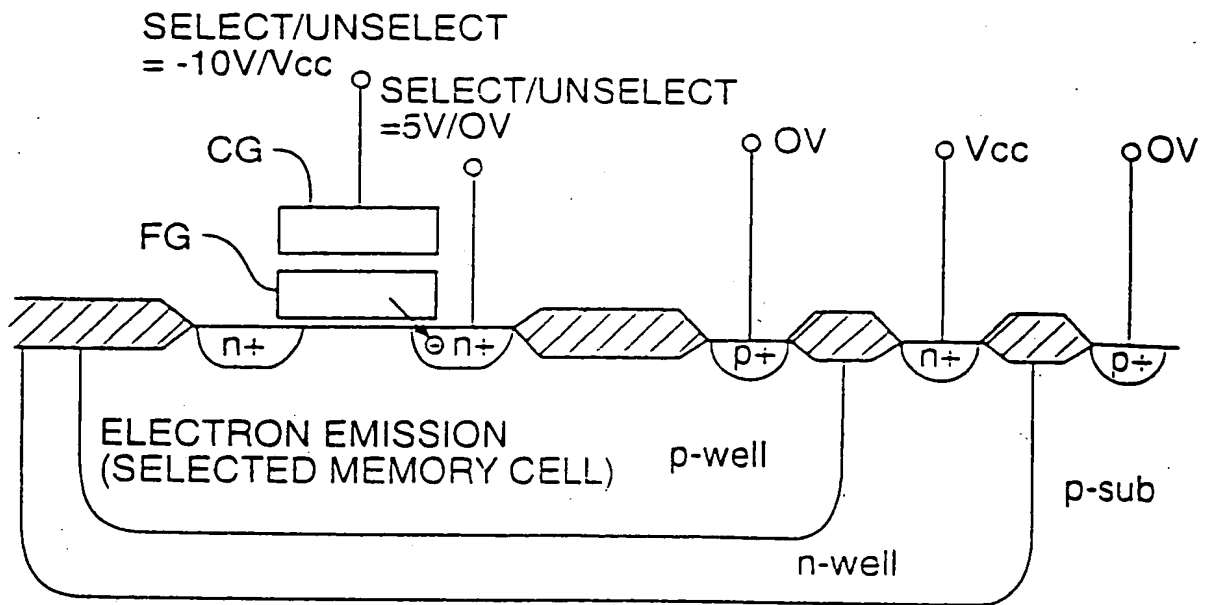 SELECT/UNSELECT
= -10V/Vcc
SELECT/UNSELECT
=5V/OV
CG
OV
Vcc
OV
FG
n+
⊖ n+
p+
n+
p+
ELECTRON EMISSION
(SELECTED MEMORY CELL)
p-well
p-sub
n-well